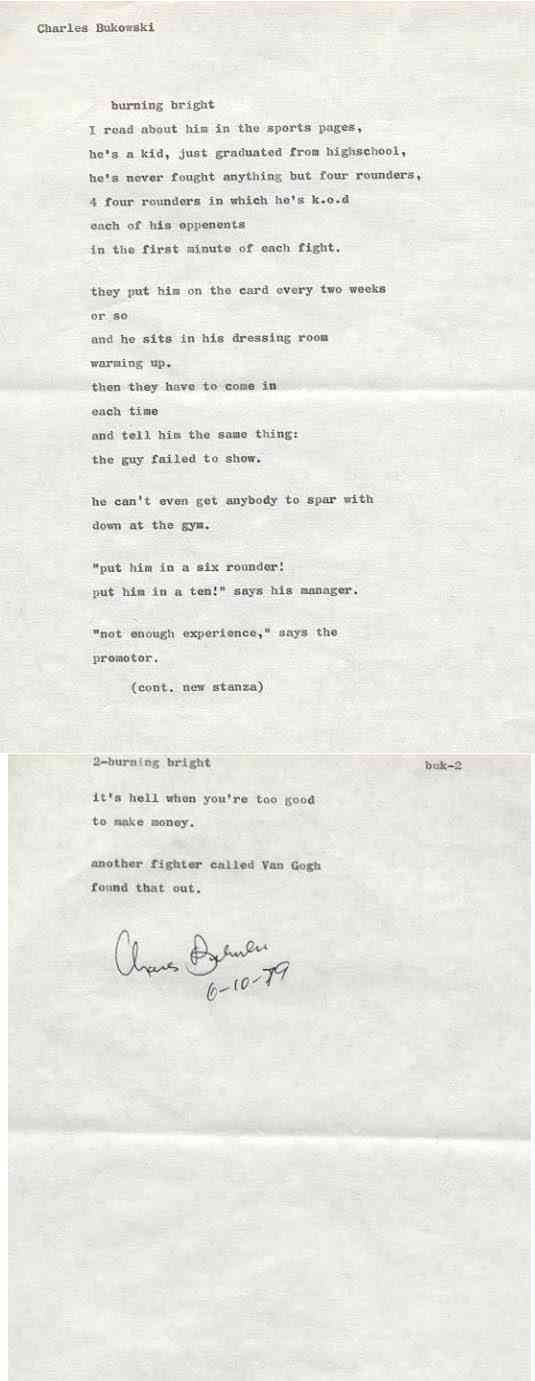 Charles Bukowski
burning bright
I read about him in the sports pages,
he's a kid, just graduated from highschool,
he's never fought anything but four rounders,
4 four rounders in which he's k.o.d
each of his oppenents
in the first minute of each fight.
they put him on the card every two weeks
or so
and he sits in his dressing room
warming up.
then they have to come in
each time
and tell him the same thing:
the guy failed to show.
he can't even get anybody to spar with
down at the gym.
"put him in a six rounder!
put him in a ten!" says his manager.
"not enough experience," says the
promotor.
(cont. new stanza)
2-burning bright buk-2
it's hell when you're too good
to make money.
another fighter called Van Gogh
found that out.
Charles Bukowski
6-10-79